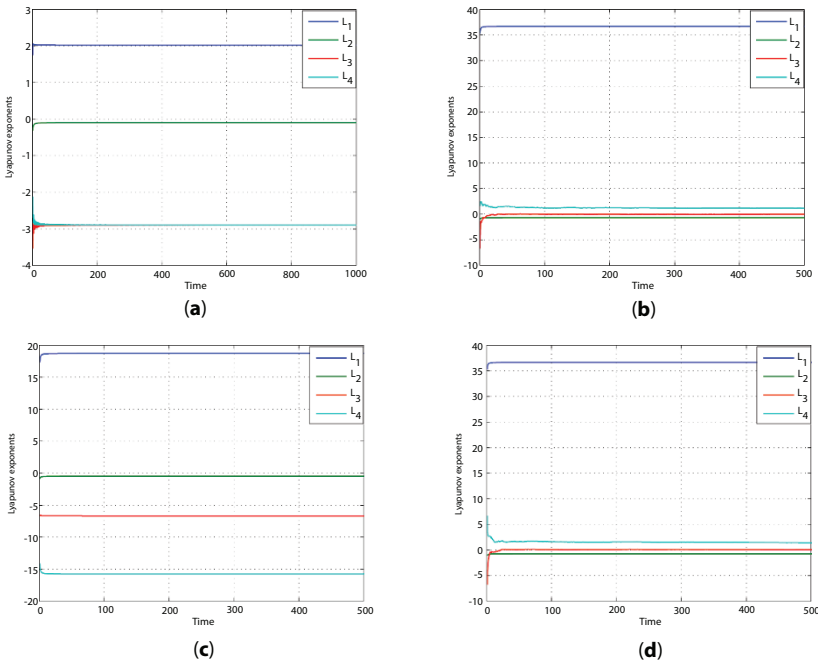 3
2
1
0
-1
-2
-3
-4
0
200
400
600
800
1000
Lyapunov exponents
Time
L1
L2
L3
L4
(a)
40
35
30
25
20
15
10
5
0
-5
-10
0
100
200
300
400
500
Lyapunov exponents
Time
L1
L2
L3
L4
(b)
20
15
10
5
0
-5
-10
-15
-20
0
100
200
300
400
500
Lyapunov exponents
Time
L1
L2
L3
L4
(c)
40
35
30
25
20
15
10
5
0
-5
-10
0
100
200
300
400
500
Lyapunov exponents
Time
L1
L2
L3
L4
(d)